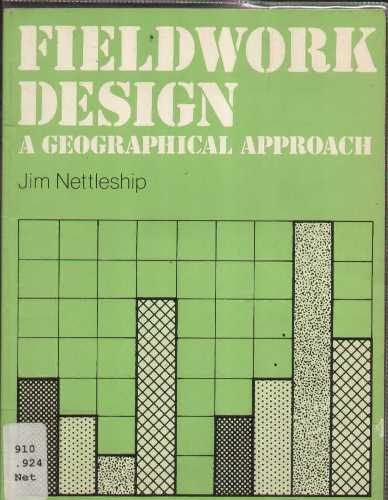 FIELDWORK
DESIGN
A GEOGRAPHICAL APPROACH
Jim Nettleship
910
.924
Net